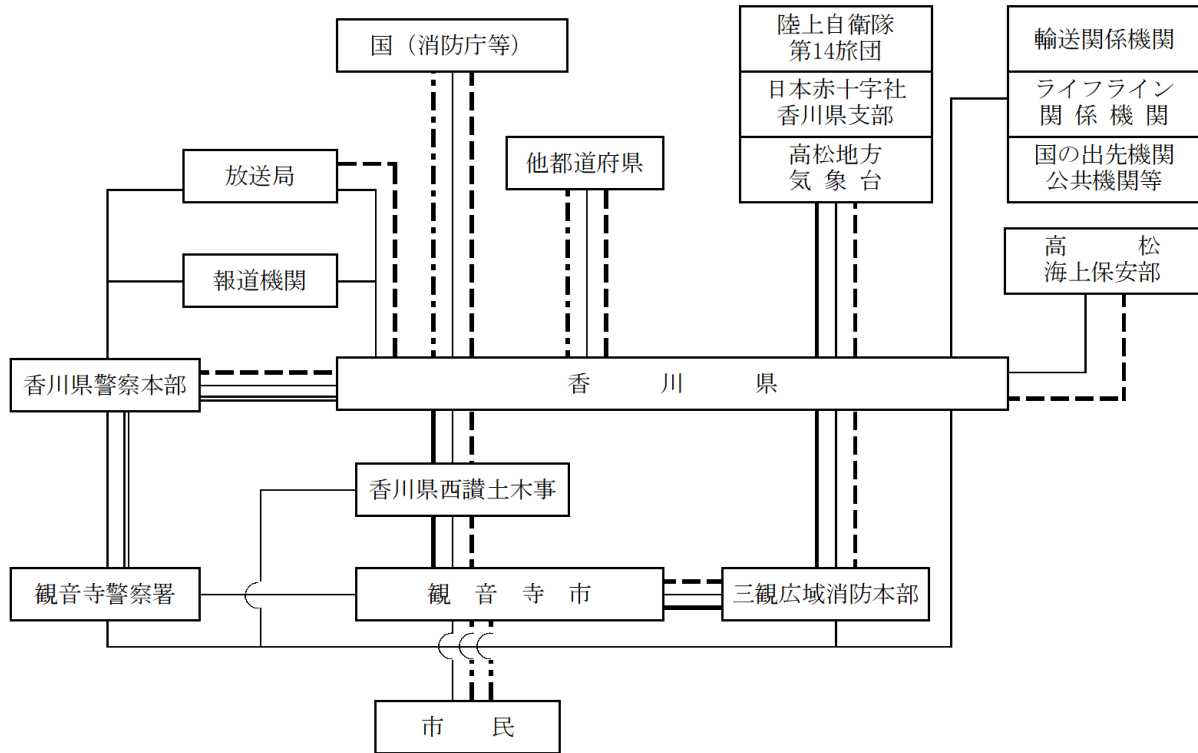 国（消防庁等）
陸上自衛隊
第14旅団
輸送関係機関
日本赤十字社
香川県支部
ライフライン
関係機関
放送局
他都道府県
高松地方
気象台
国の出先機関
公共機関等
報道機関
高松
海上保安部
香川県警察本部
香川県
香川県西讃土木事
観音寺警察署
観音寺市
三観広域消防本部
市民